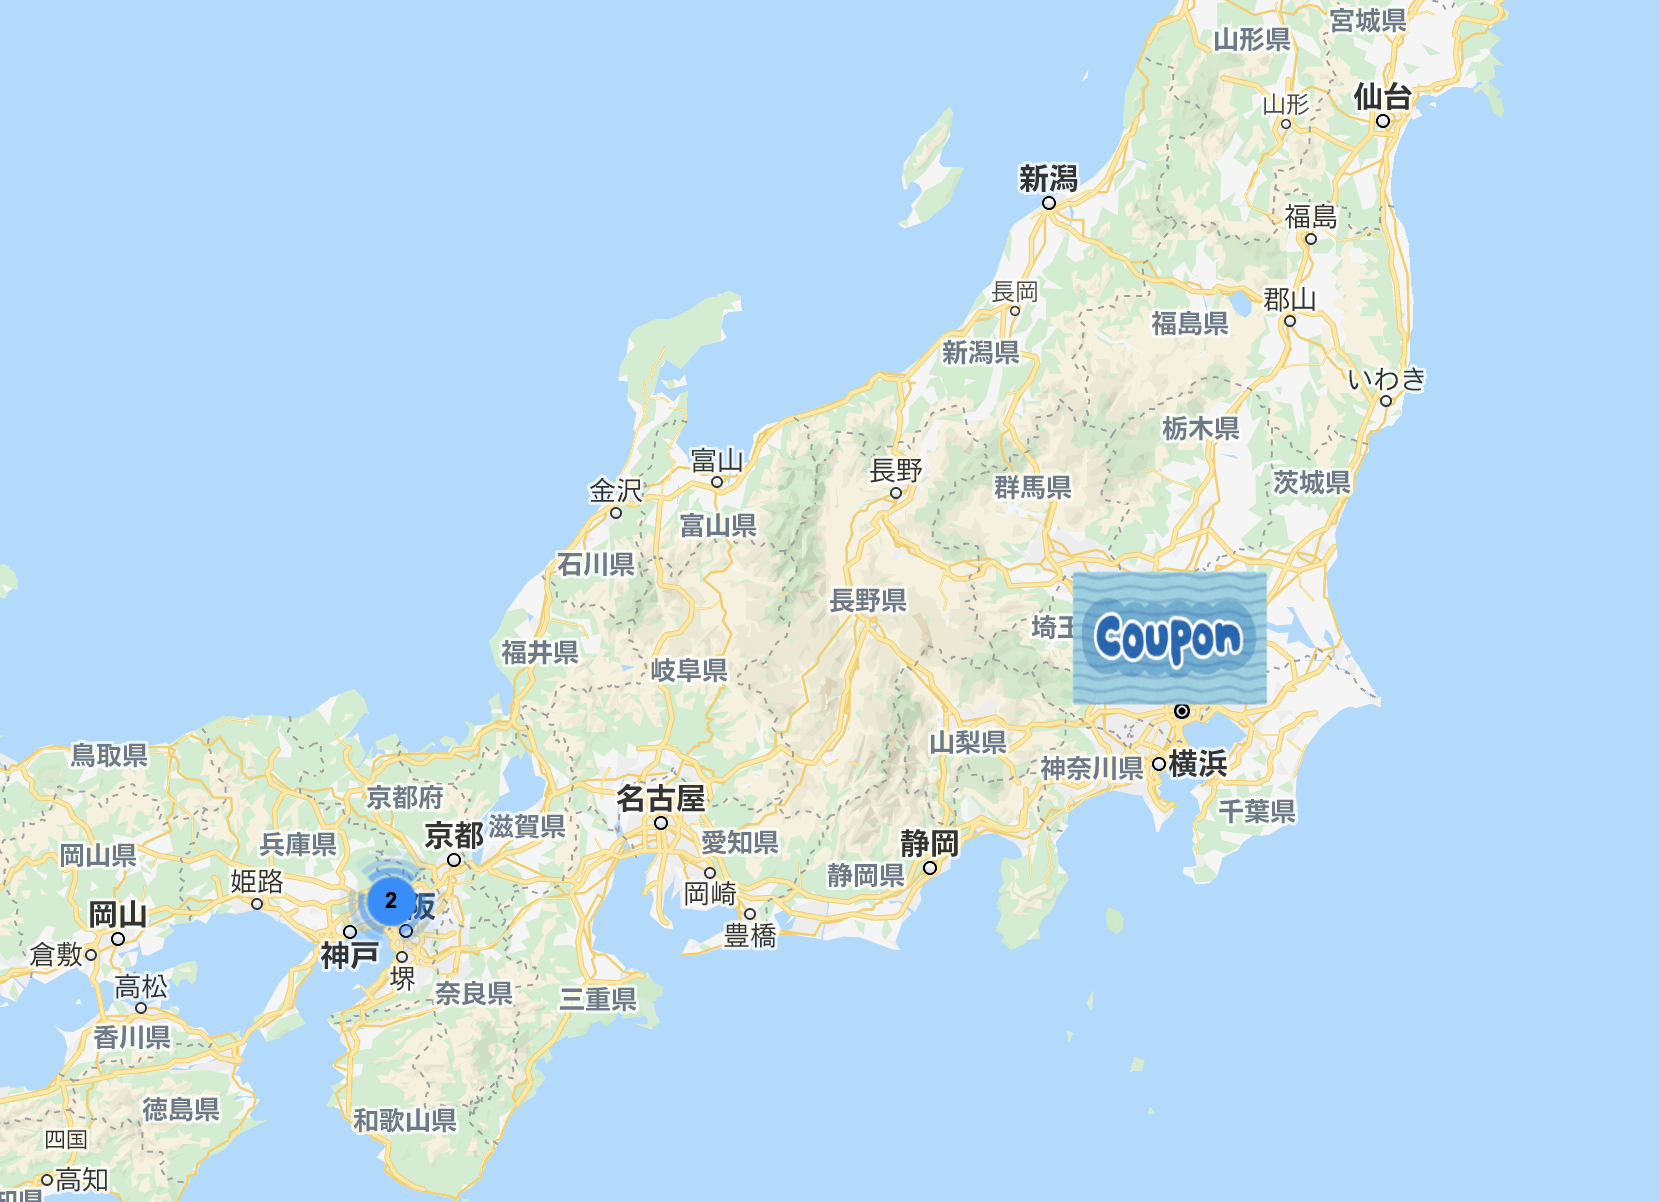 宮城県
山形県
仙台
山形
新潟
福島
長岡
郡山
福島県
新潟県
いわき
栃木県
富山
長野
茨城県
群馬県
金沢
富山県
石川県
長野県
埼玉
Coupon
福井県
岐阜県
山梨県
鳥取県
神奈川県
横浜
京都府
名古屋
千葉県
滋賀県
京都
兵庫県
愛知県
静岡
岡山県
静岡県
姫路
岡崎
2
阪
岡山
豊橋
倉敷
神戸
堺
高松
奈良県
三重県
香川県
徳島県
和歌山県
四国
高知
知県